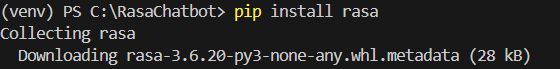 (venv) PS C:\RasaChatbot> pip install rasa
Collecting rasa
  Downloading rasa-3.6.20-py3-none-any.whl.metadata (28 kB)